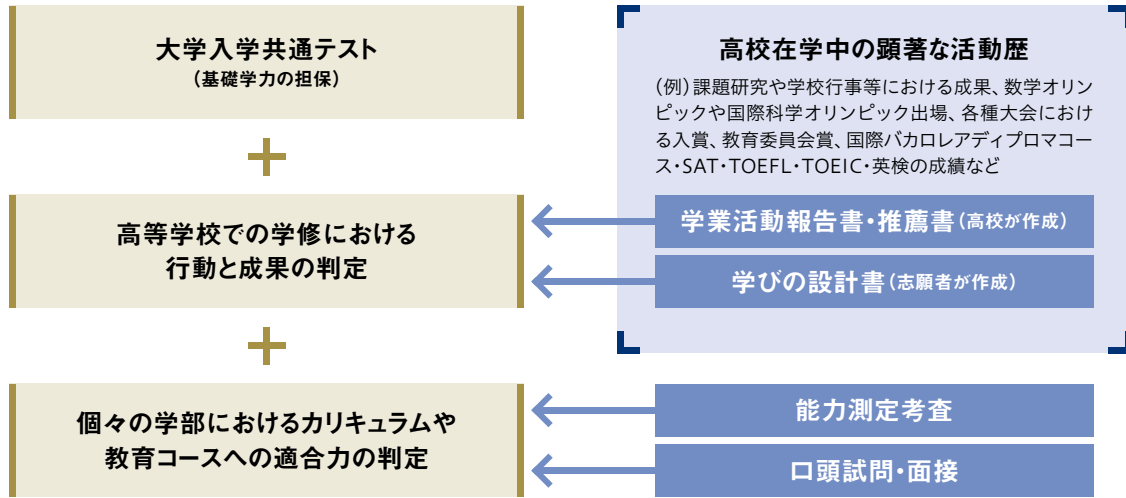 大学入学共通テスト
(基礎学力の担保)
+
高等学校での学修における
行動と成果の判定
+
個々の学部におけるカリキュラムや
教育コースへの適合力の判定
高校在学中の顕著な活動歴
(例)課題研究や学校行事等における成果、数学オリン
ピックや国際科学オリンピック出場、各種大会におけ
る入賞、教育委員会賞、国際バカロレアディプロマコー
ス・SAT・TOEFL・TOEIC・英検の成績など
学業活動報告書・推薦書(高校が作成)
学びの設計書(志願者が作成)
能力測定考査
口頭試問・面接